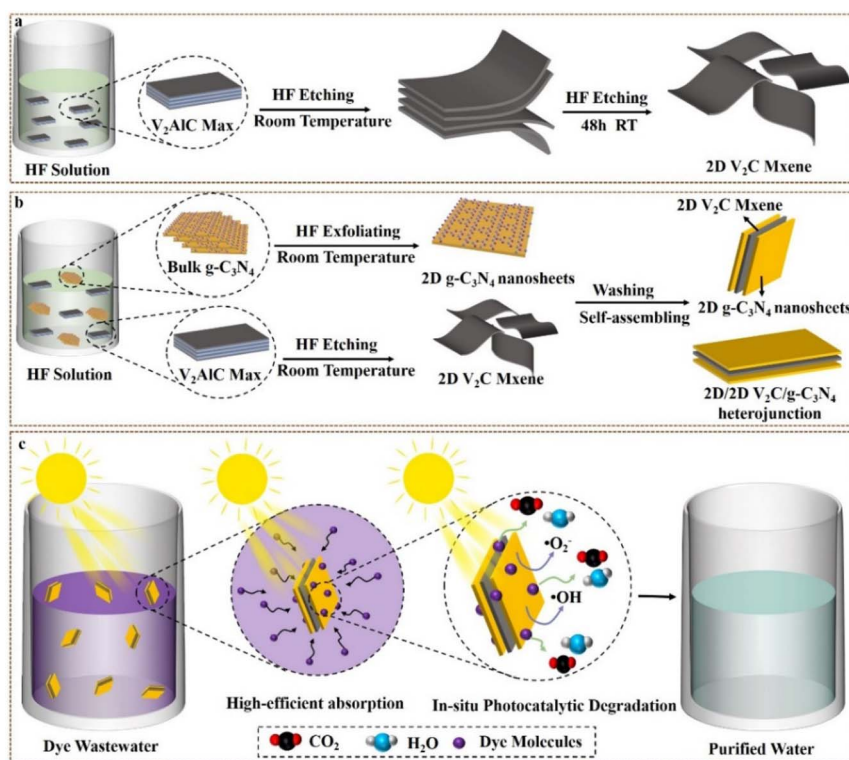 a
V₂AlC Max
HF Solution
HF Etching
Room Temperature
HF Etching
48h RT
2D V₂C Mxene
b
Bulk g-C₃N₄
HF Exfoliating
Room Temperature
2D g-C₃N₄ nanosheets
HF Solution
V₂AlC Max
HF Etching
Room Temperature
2D V₂C Mxene
Washing
Self-assembling
2D V₂C Mxene
2D g-C₃N₄ nanosheets
2D/2D V₂C/g-C₃N₄
heterojunction
c
•O₂⁻
•OH
Dye Wastewater
High-efficient absorption
In-situ Photocatalytic Degradation
Purified Water
CO₂
H₂O
Dye Molecules